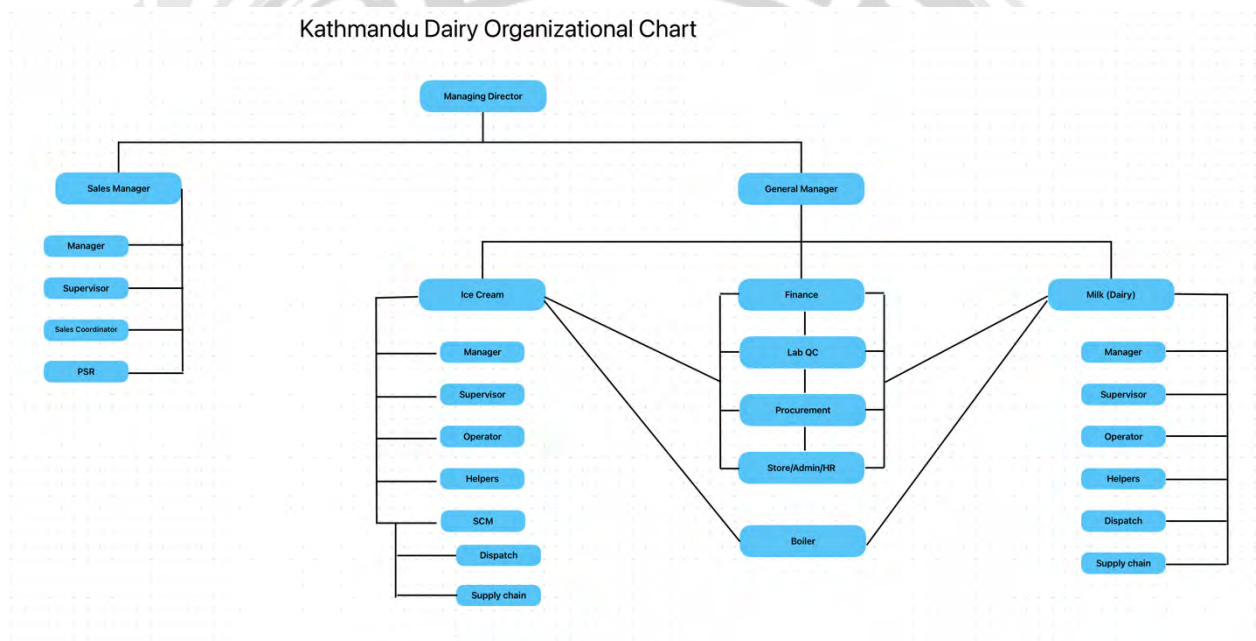 Kathmandu Dairy Organizational Chart
Managing Director
Sales Manager
General Manager
Manager
Supervisor
Sales Coordinator
PSR
Ice Cream
Finance
Milk (Dairy)
Manager
Supervisor
Operator
Helpers
SCM
Dispatch
Supply chain
Lab QC
Procurement
Store/Admin/HR
Boiler
Manager
Supervisor
Operator
Helpers
Dispatch
Supply chain